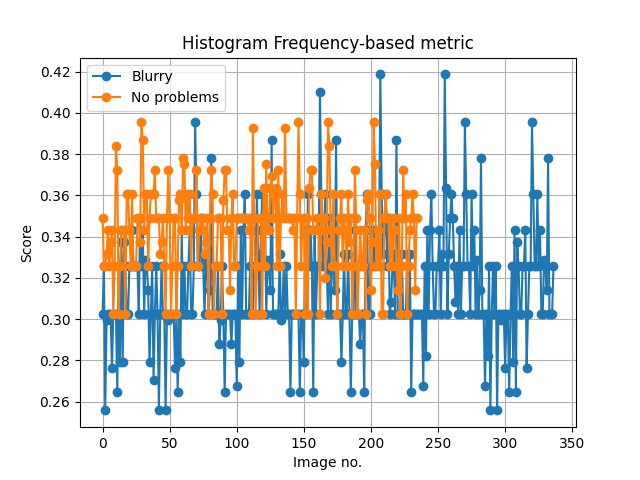 Histogram Frequency-based metric
Blurry
No problems
Score
0.42
0.40
0.38
0.36
0.34
0.32
0.30
0.28
0.26
0 50 100 150 200 250 300 350
Image no.